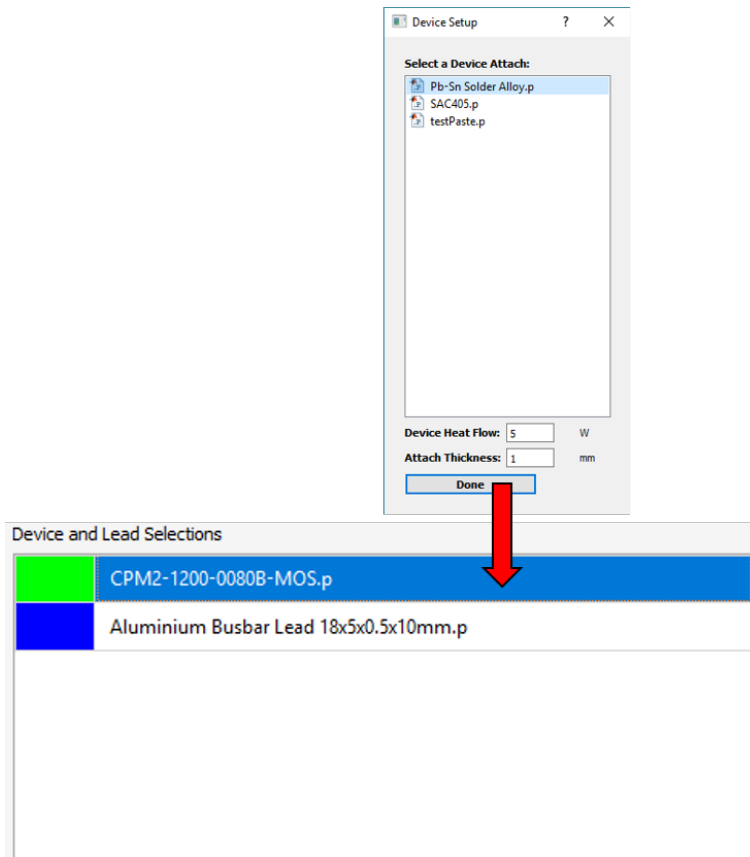 Device Setup ? ×
Select a Device Attach:
Pb-Sn Solder Alloy.p
SAC405.p
testPaste.p
Device Heat Flow: 5 W
Attach Thickness: 1 mm
Done
Device and Lead Selections
CPM2-1200-0080B-MOS.p
Aluminium Busbar Lead 18x5x0.5x10mm.p